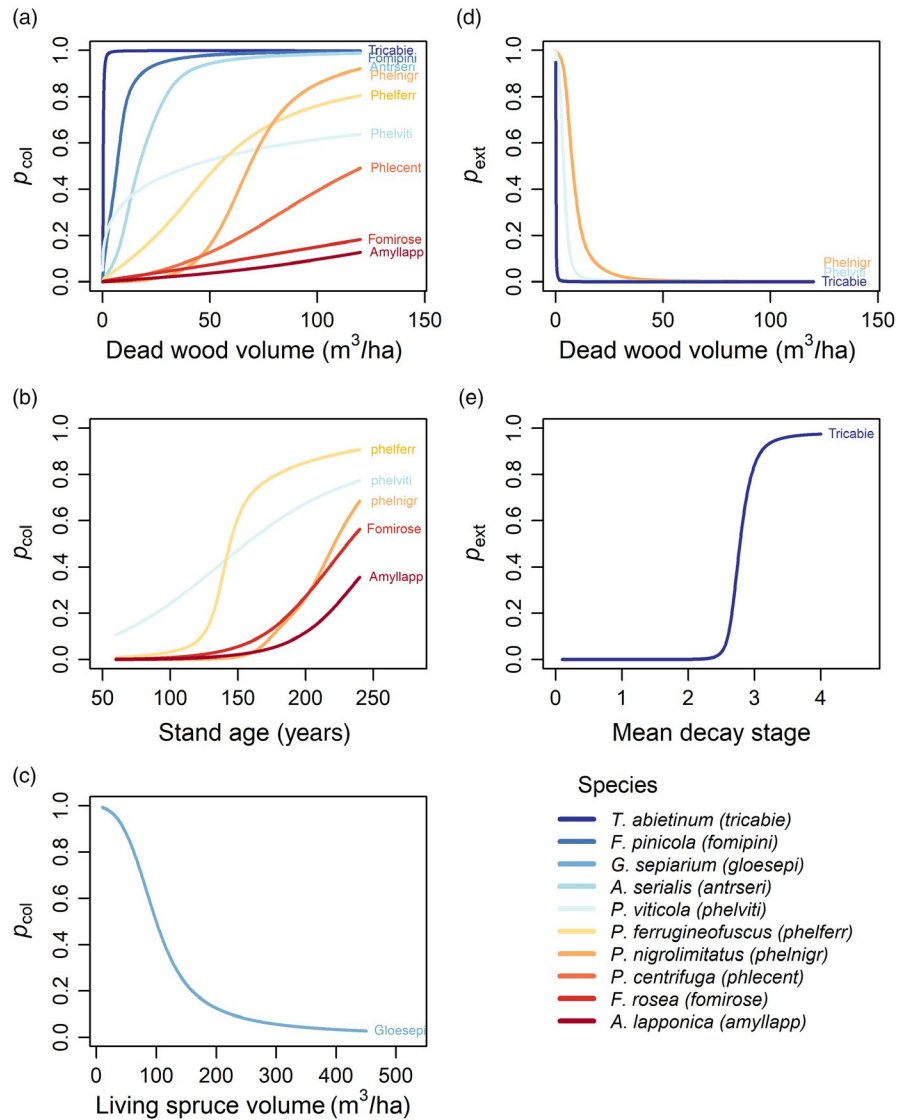 (a)
1.0
0.8
0.6
0.4
0.2
0.0
pcol
Tricabie
Fomipini
Antrseri
Phelnigr
Phelferr
Phelviti
Phlecent
Fomirose
Amyllapp
0 50 100 150
Dead wood volume (m³/ha)
(d)
1.0
0.8
0.6
0.4
0.2
0.0
pext
Phelnigr
Phelviti
Tricabie
0 50 100 150
Dead wood volume (m³/ha)
(b)
1.0
0.8
0.6
0.4
0.2
0.0
pcol
phelferr
phelviti
phelnigr
Fomirose
Amyllapp
50 100 150 200 250
Stand age (years)
(e)
1.0
0.8
0.6
0.4
0.2
0.0
pext
Tricabie
0 1 2 3 4
Mean decay stage
(c)
1.0
0.8
0.6
0.4
0.2
0.0
pcol
Gloesepi
0 100 200 300 400 500
Living spruce volume (m³/ha)
Species
T. abietinum (tricabie)
F. pinicola (fomipini)
G. sepiarium (gloesepi)
A. serialis (antrseri)
P. viticola (phelviti)
P. ferrugineofuscus (phelferr)
P. nigrolimitatus (phelnigr)
P. centrifuga (phlecent)
F. rosea (fomirose)
A. lapponica (amyllapp)